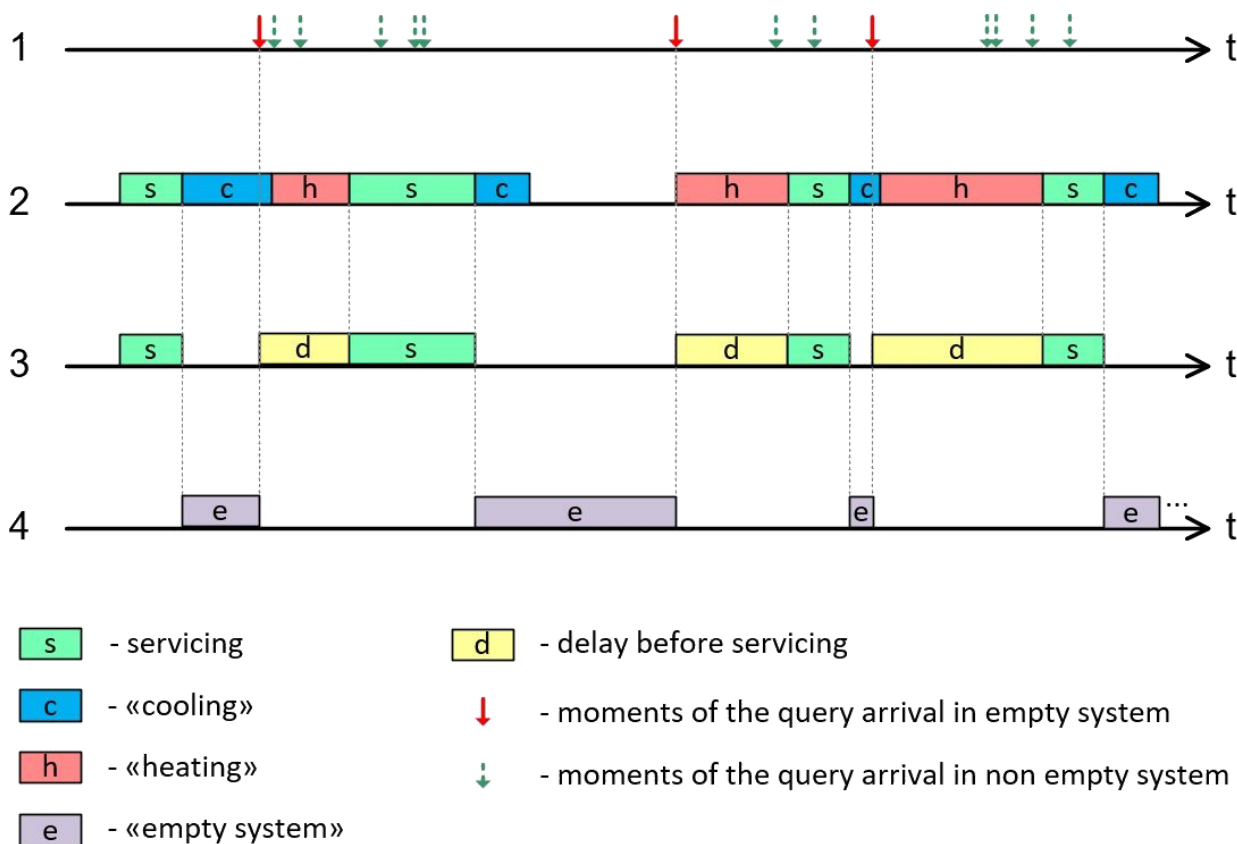 1 t
2 s c h s c h s c h s c t
3 s d s d s d s t
4 e e e e ... t
s - servicing
d - delay before servicing
c - «cooling»
- moments of the query arrival in empty system
h - «heating»
- moments of the query arrival in non empty system
e - «empty system»